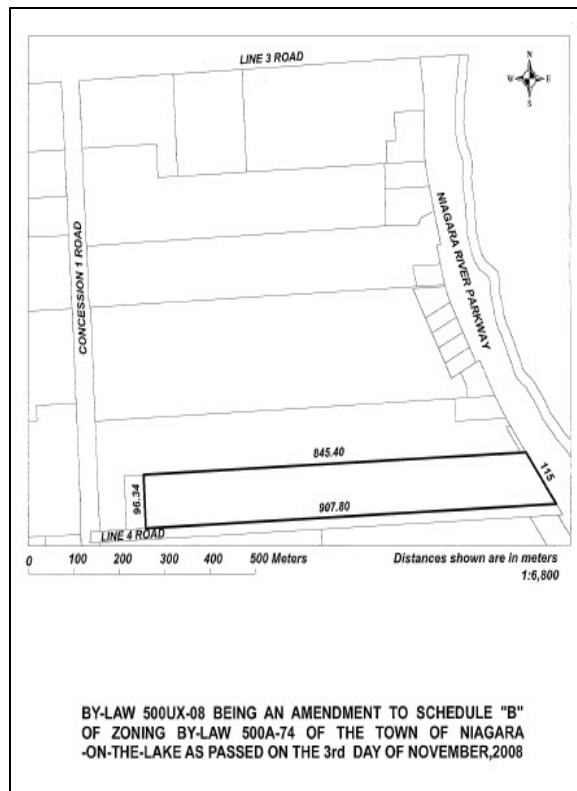 LINE 3 ROAD
N
W E
S
CONCESSION 1 ROAD
NIAGARA RIVER PARKWAY
845.40
96.34
115
907.80
LINE 4 ROAD
0 100 200 300 400 500 Meters
Distances shown are in meters
1:6,800
BY-LAW 500UX-08 BEING AN AMENDMENT TO SCHEDULE "B"
OF ZONING BY-LAW 500A-74 OF THE TOWN OF NIAGARA
-ON-THE-LAKE AS PASSED ON THE 3rd DAY OF NOVEMBER,2008